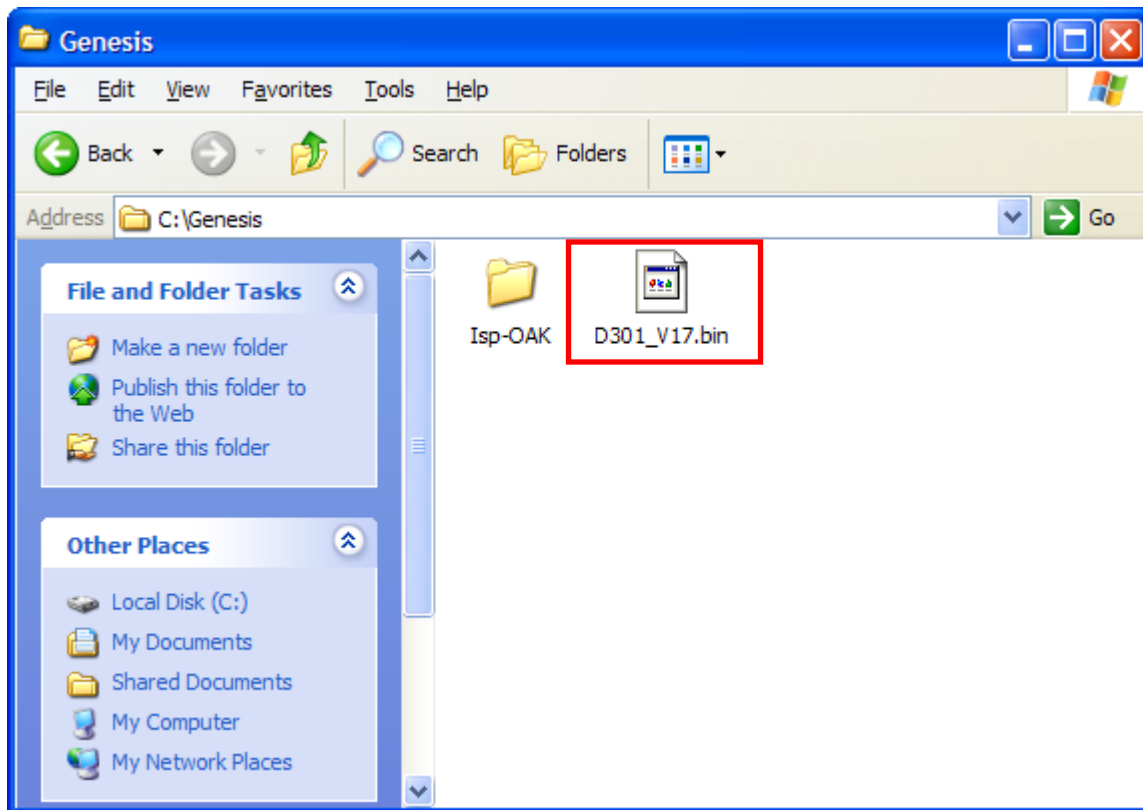 Genesis
File Edit View Favorites Tools Help
Back Search Folders
Address C:\Genesis Go
File and Folder Tasks
Make a new folder
Publish this folder to
the Web
Share this folder
Other Places
Local Disk (C:)
My Documents
Shared Documents
My Computer
My Network Places
Isp-OAK D301_V17.bin